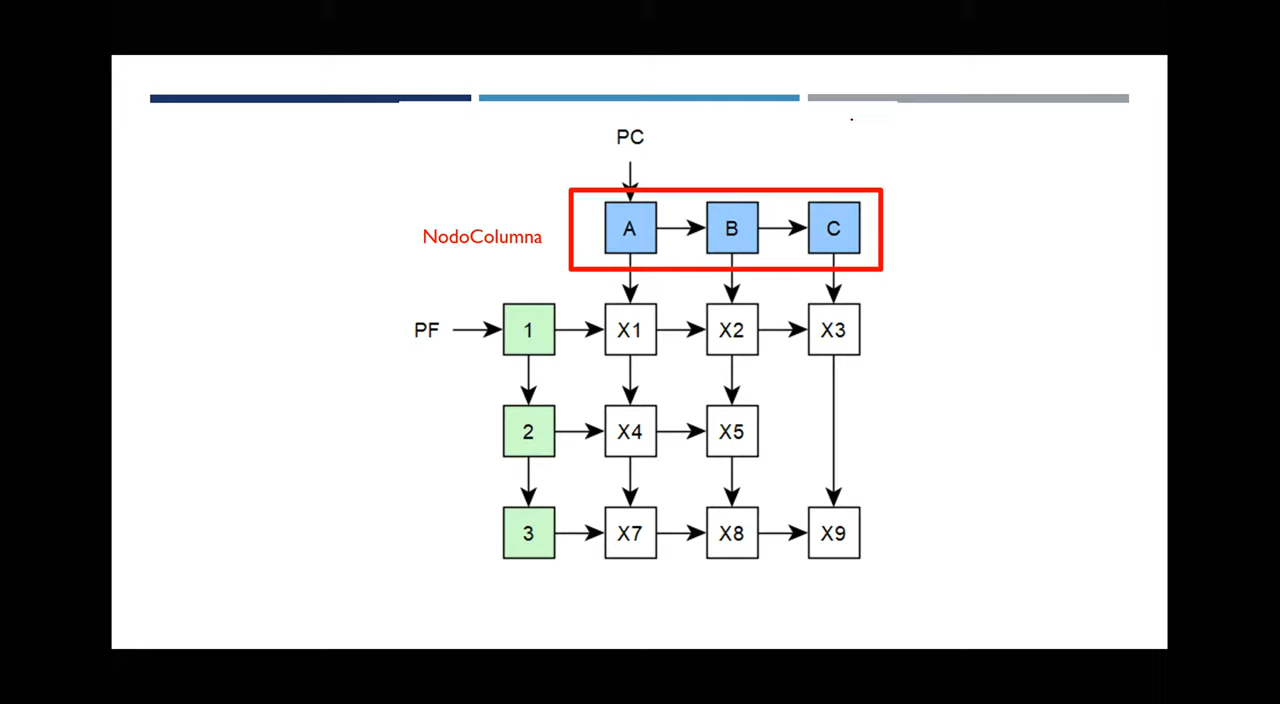 PC
NodoColumna
A B C
PF 1 X1 X2 X3
2 X4 X5
3 X7 X8 X9